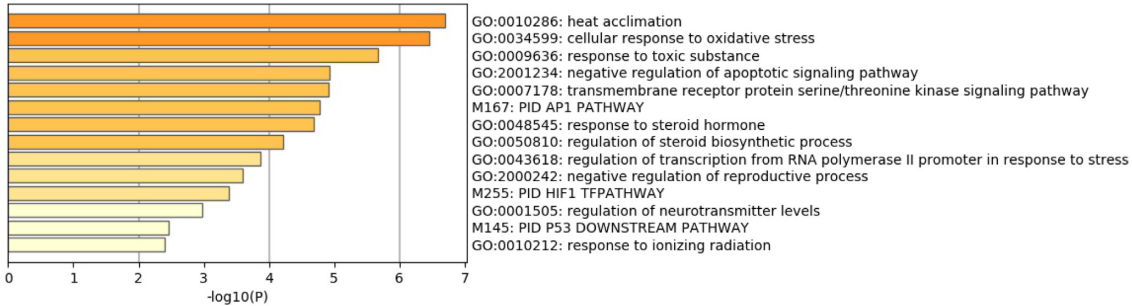 GO:0010286: heat acclimation
GO:0034599: cellular response to oxidative stress
GO:0009636: response to toxic substance
GO:2001234: negative regulation of apoptotic signaling pathway
GO:0007178: transmembrane receptor protein serine/threonine kinase signaling pathway
M167: PID AP1 PATHWAY
GO:0048545: response to steroid hormone
GO:0050810: regulation of steroid biosynthetic process
GO:0043618: regulation of transcription from RNA polymerase II promoter in response to stress
GO:2000242: negative regulation of reproductive process
M255: PID HIF1 TFPATHWAY
GO:0001505: regulation of neurotransmitter levels
M145: PID P53 DOWNSTREAM PATHWAY
GO:0010212: response to ionizing radiation
0 1 2 3 4 5 6 7
-log10(P)